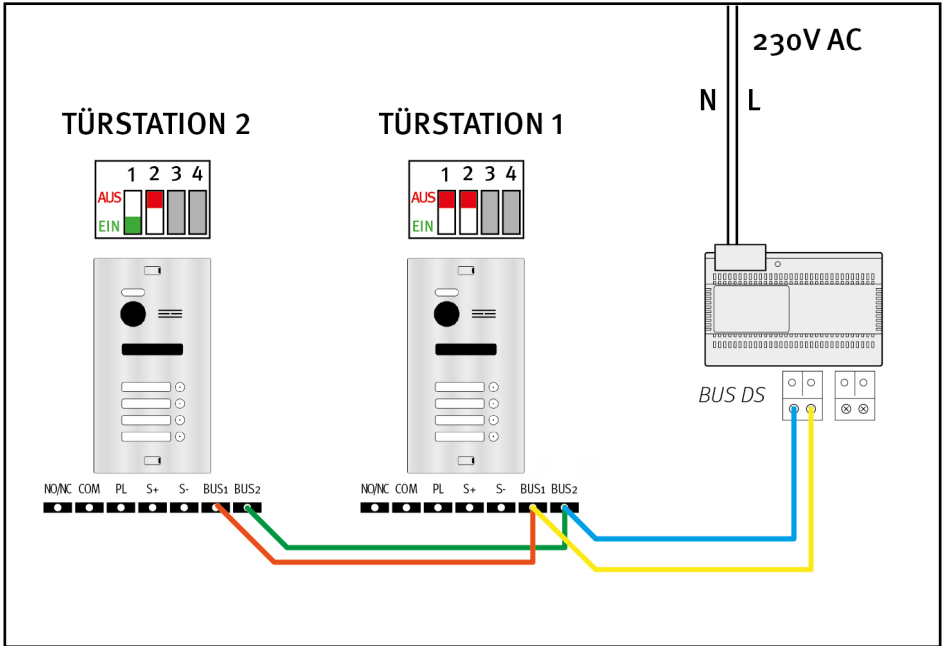 230V AC
N L
TÜRSTATION 2
TÜRSTATION 1
1 2 3 4
AUS
EIN
1 2 3 4
AUS
EIN
BUS DS
NO/NC COM PL S+ S- BUS1 BUS2
NO/NC COM PL S+ S- BUS1 BUS2